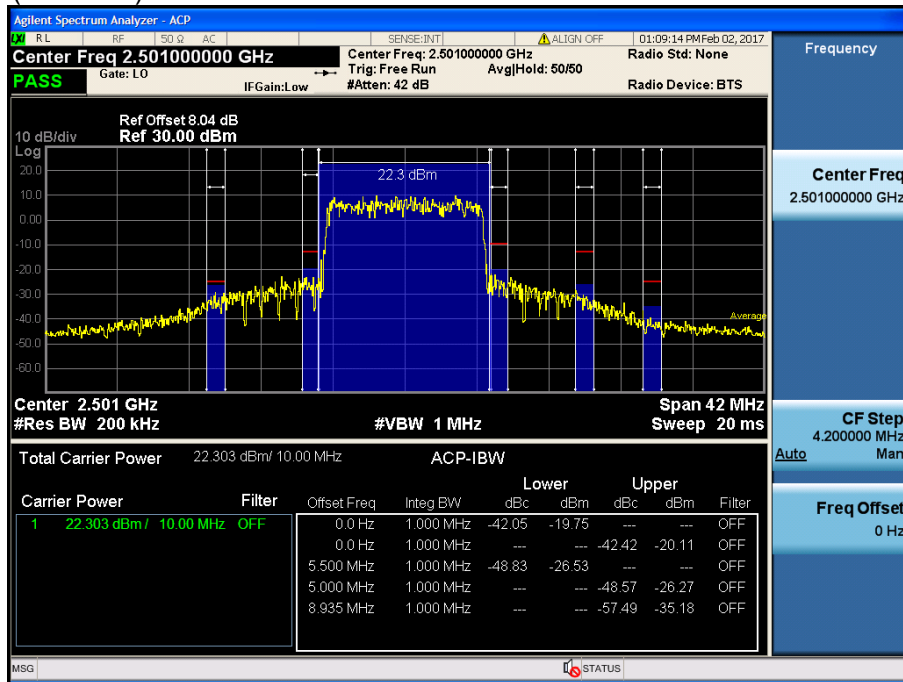 (
Agilent Spectrum Analyzer - ACP
LXI RL RF 50 Ω AC SENSE:INT ALIGN OFF 01:09:14 PM Feb 02, 2017
Center Freq 2.501000000 GHz
Center Freq: 2.501000000 GHz Radio Std: None
Gate: LO Trig: Free Run Avg|Hold: 50/50
PASS IFGain:Low #Atten: 42 dB Radio Device: BTS
Ref Offset 8.04 dB
10 dB/div Ref 30.00 dBm
Log
20.0
22.3 dBm
10.0
0.00
-10.0
-20.0
-30.0
-40.0
Average
-50.0
-60.0
Center 2.501 GHz Span 42 MHz
#Res BW 200 kHz #VBW 1 MHz Sweep 20 ms
Total Carrier Power 22.303 dBm/ 10.00 MHz ACP-IBW
Lower Upper
Carrier Power Filter Offset Freq Integ BW dBc dBm dBc dBm Filter
1 22.303 dBm / 10.00 MHz OFF 0.0 Hz 1.000 MHz -42.05 -19.75 --- --- OFF
0.0 Hz 1.000 MHz --- --- -42.42 -20.11 OFF
5.500 MHz 1.000 MHz -48.83 -26.53 --- --- OFF
5.000 MHz 1.000 MHz --- --- -48.57 -26.27 OFF
8.935 MHz 1.000 MHz --- --- -57.49 -35.18 OFF
MSG STATUS
Frequency
Center Freq
2.501000000 GHz
CF Step
4.200000 MHz
Auto Man
Freq Offset
0 Hz